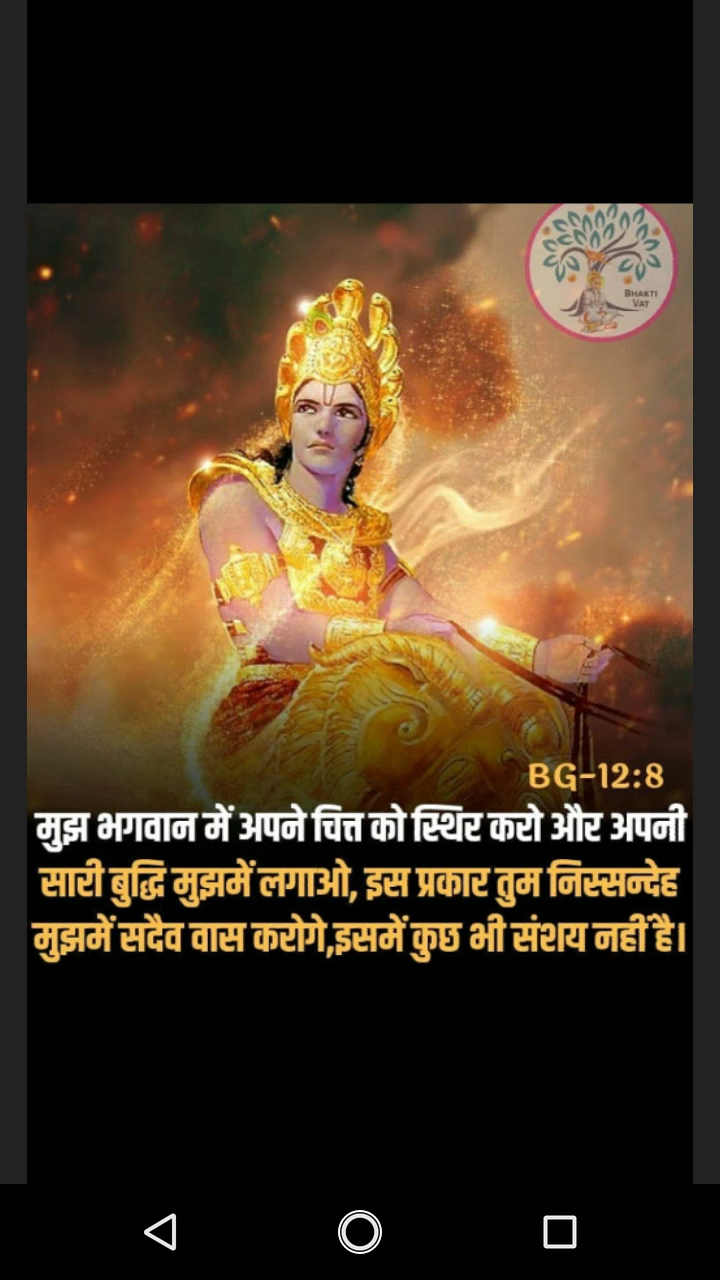 BHAKTI
VAT
BG-12:8
मुझ भगवान में अपने चित्त को स्थिर करो और अपनी
सारी बुद्धि मुझमें लगाओ, इस प्रकार तुम निस्सन्देह
मुझमें सदैव वास करोगे,इसमें कुछ भी संशय नहीं है।